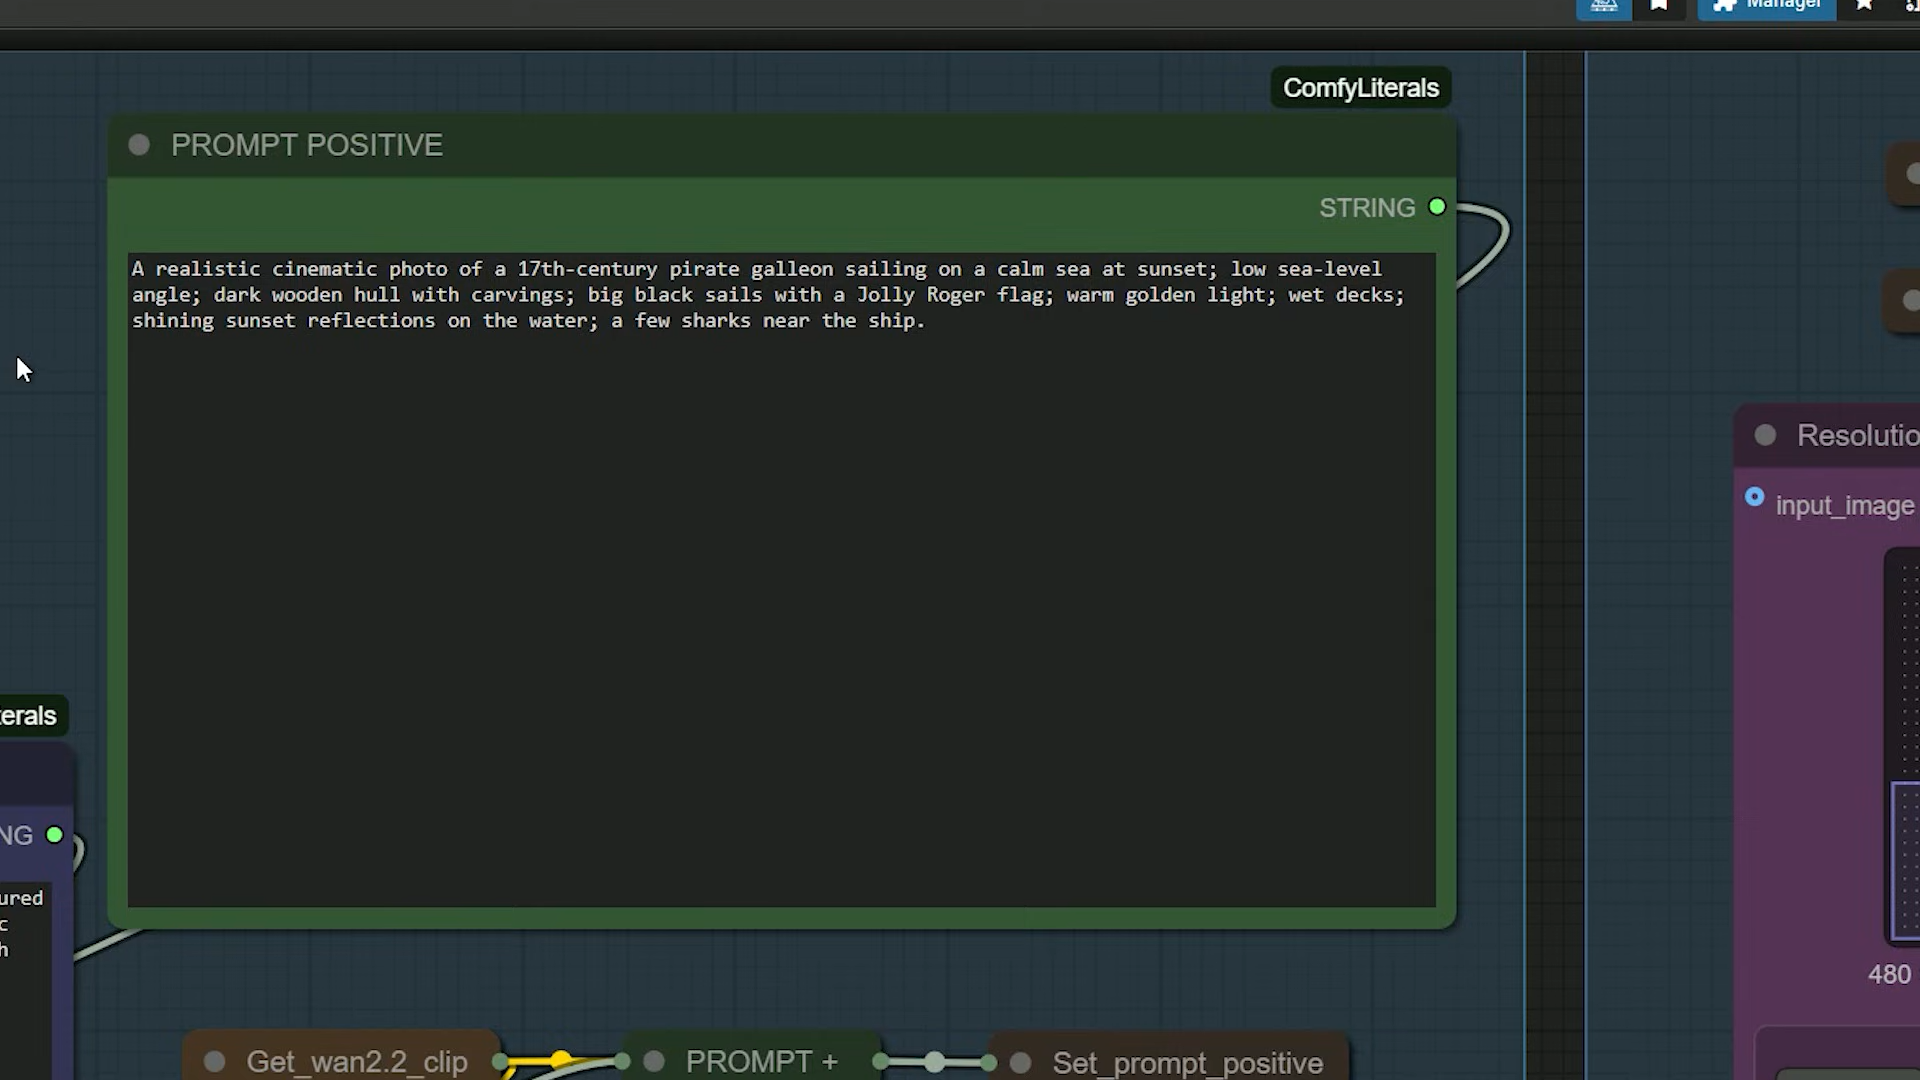 Manager
ComfyLiterals
PROMPT POSITIVE
STRING
A realistic cinematic photo of a 17th-century pirate galleon sailing on a calm sea at sunset; low sea-level
angle; dark wooden hull with carvings; big black sails with a Jolly Roger flag; warm golden light; wet decks;
shining sunset reflections on the water; a few sharks near the ship.
Resolutio
input_image
480
terals
NG
ured
c
h
Get_wan2.2_clip
PROMPT +
Set_prompt_positive